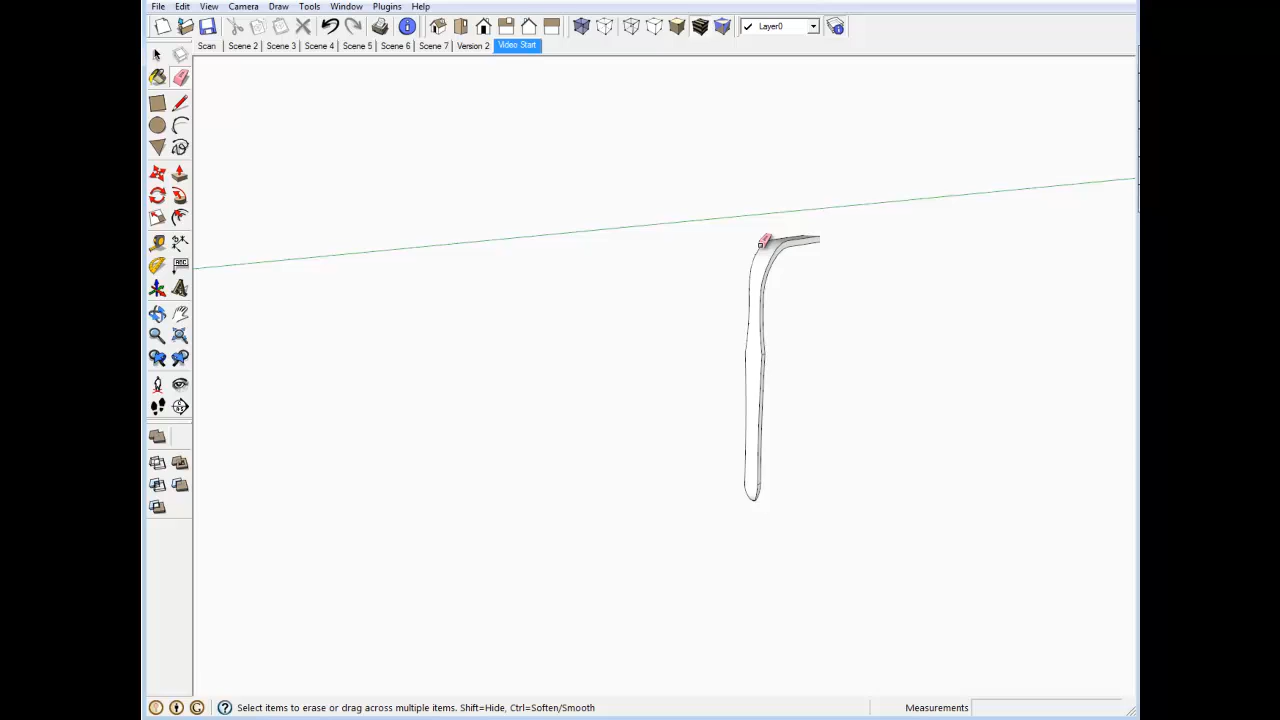 File Edit View Camera Draw Tools Window Plugins Help
Layer0
Scan Scene 2 Scene 3 Scene 4 Scene 5 Scene 6 Scene 7 Version 2 Video Start
Select items to erase or drag across multiple items. Shift=Hide, Ctrl=Soften/Smooth Measurements